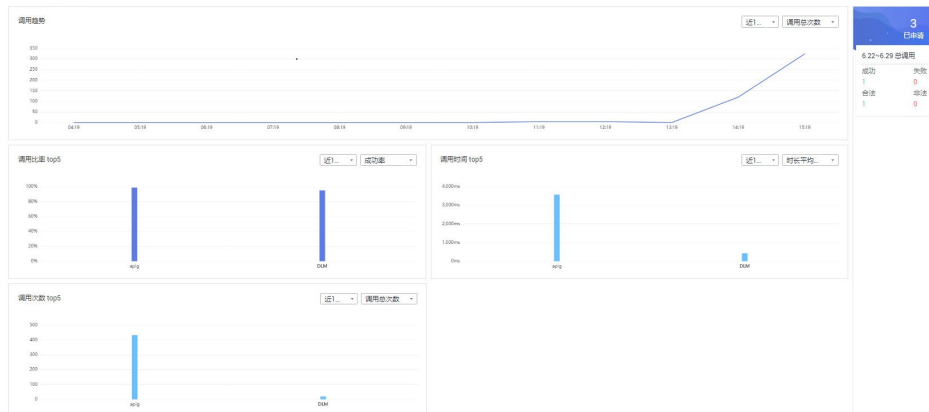 调用趋势
近1...
调用总次数
350
300
250
200
150
100
50
0
04:19 05:19 06:19 07:19 08:19 09:19 10:19 11:19 12:19 13:19 14:19 15:19
调用比率 top5
近1...
成功率
100%
80%
60%
40%
20%
0%
apig DLM
调用时间 top5
近1...
时长平均...
4,000ms
3,000ms
2,000ms
1,000ms
0ms
apig DLM
调用次数 top5
近1...
调用总次数
500
400
300
200
100
0
apig DLM
3
已申请
6.22~6.29 总调用
成功 失败
1 0
合法 非法
1 0